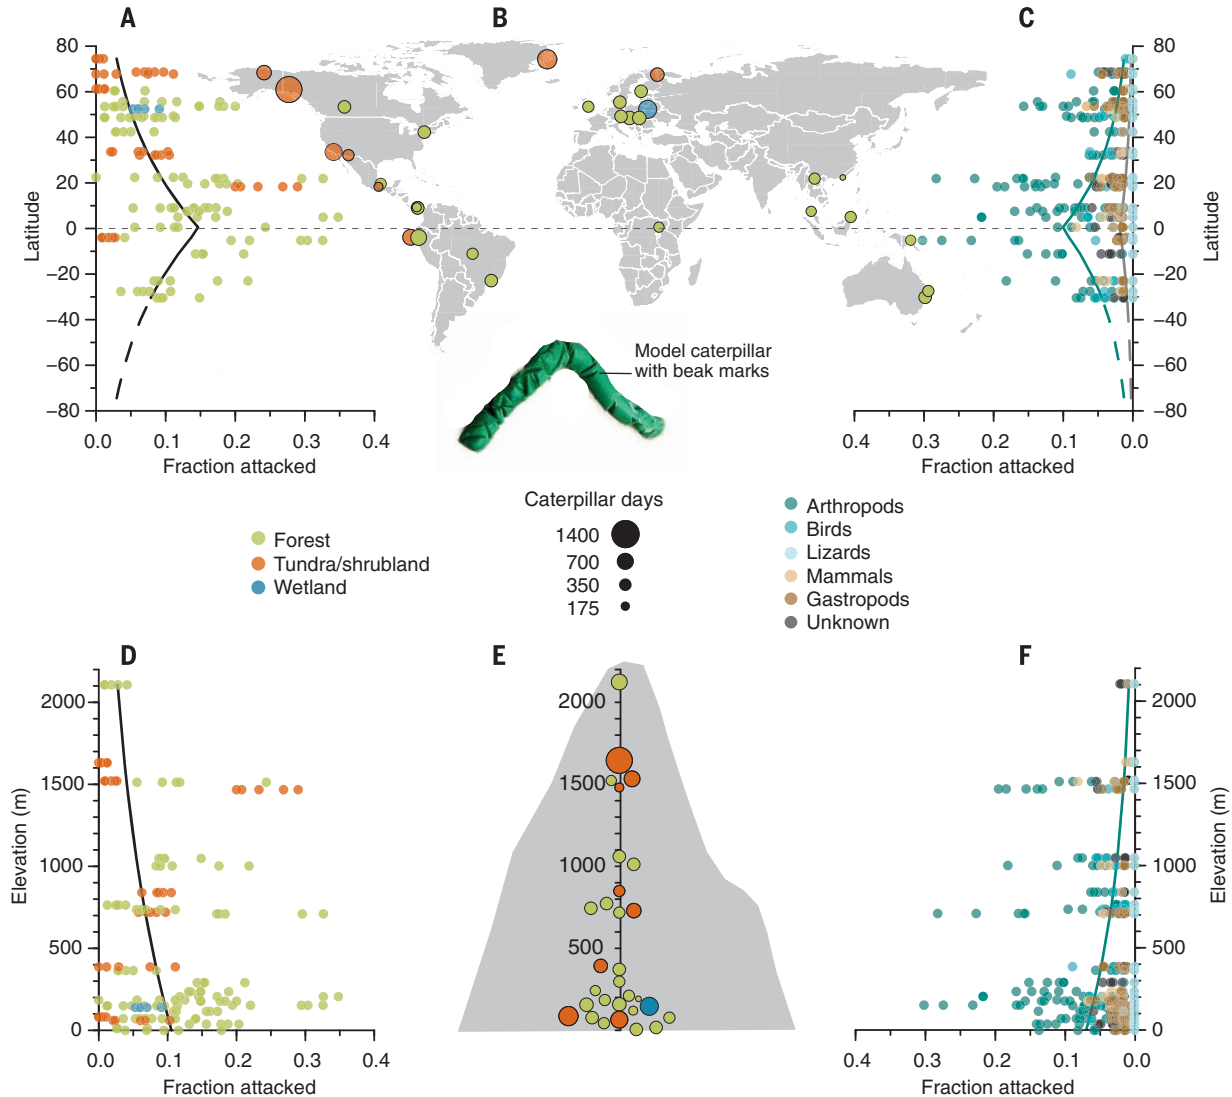 A
B
C
80
60
40
20
0
−20
−40
−60
−80
Latitude
0.0
0.1
0.2
0.3
0.4
Fraction attacked
Model caterpillar
with beak marks
80
60
40
20
0
−20
−40
−60
−80
Latitude
0.4
0.3
0.2
0.1
0.0
Fraction attacked
Forest
Tundra/shrubland
Wetland
Caterpillar days
1400
700
350
175
Arthropods
Birds
Lizards
Mammals
Gastropods
Unknown
D
E
F
2000
1500
1000
500
0
Elevation (m)
0.0
0.1
0.2
0.3
0.4
Fraction attacked
2000
1500
1000
500
2000
1500
1000
500
0
Elevation (m)
0.4
0.3
0.2
0.1
0.0
Fraction attacked